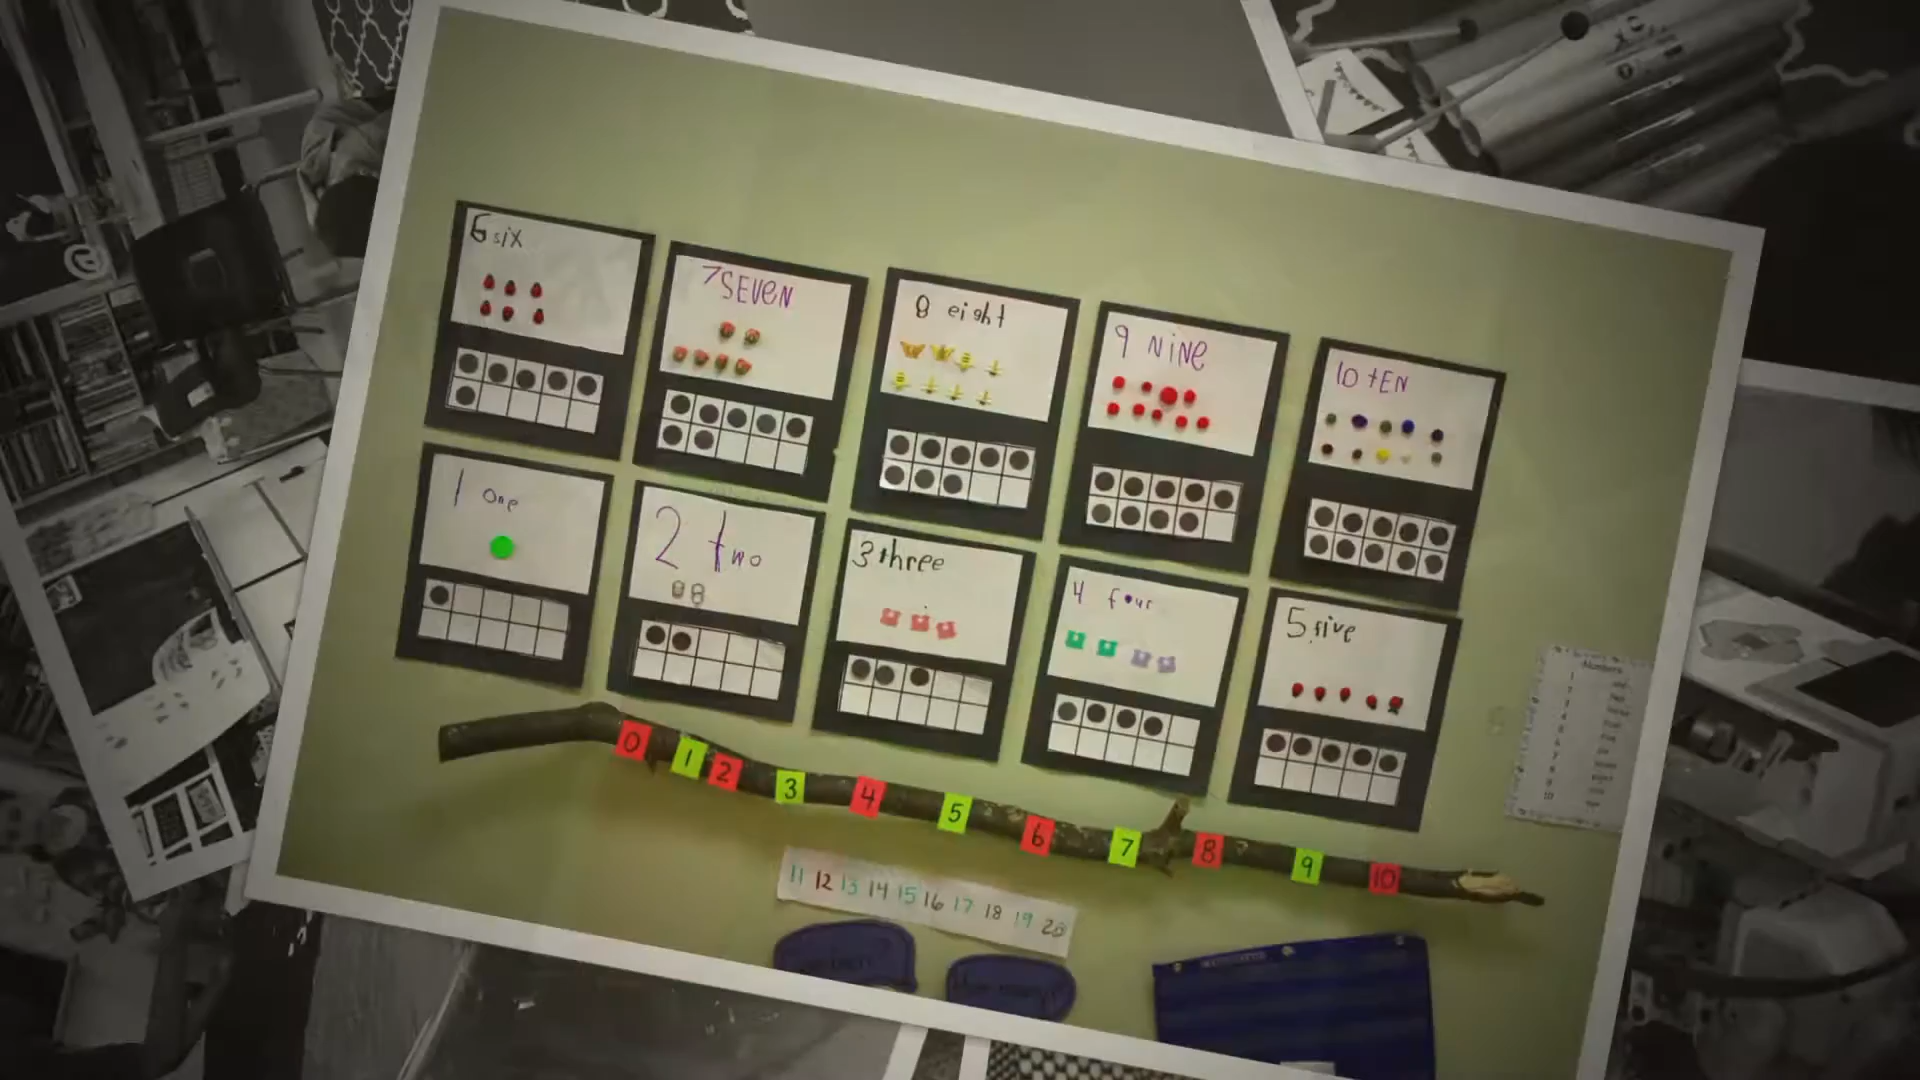 6 six
7 SEVEN
8 eight
9 NiNe
10 tEN
1 one
2 two
3 three
4 four
5 five
0 1 2 3 4 5 6 7 8 9 10
11 12 13 14 15 16 17 18 19 20
Numbers